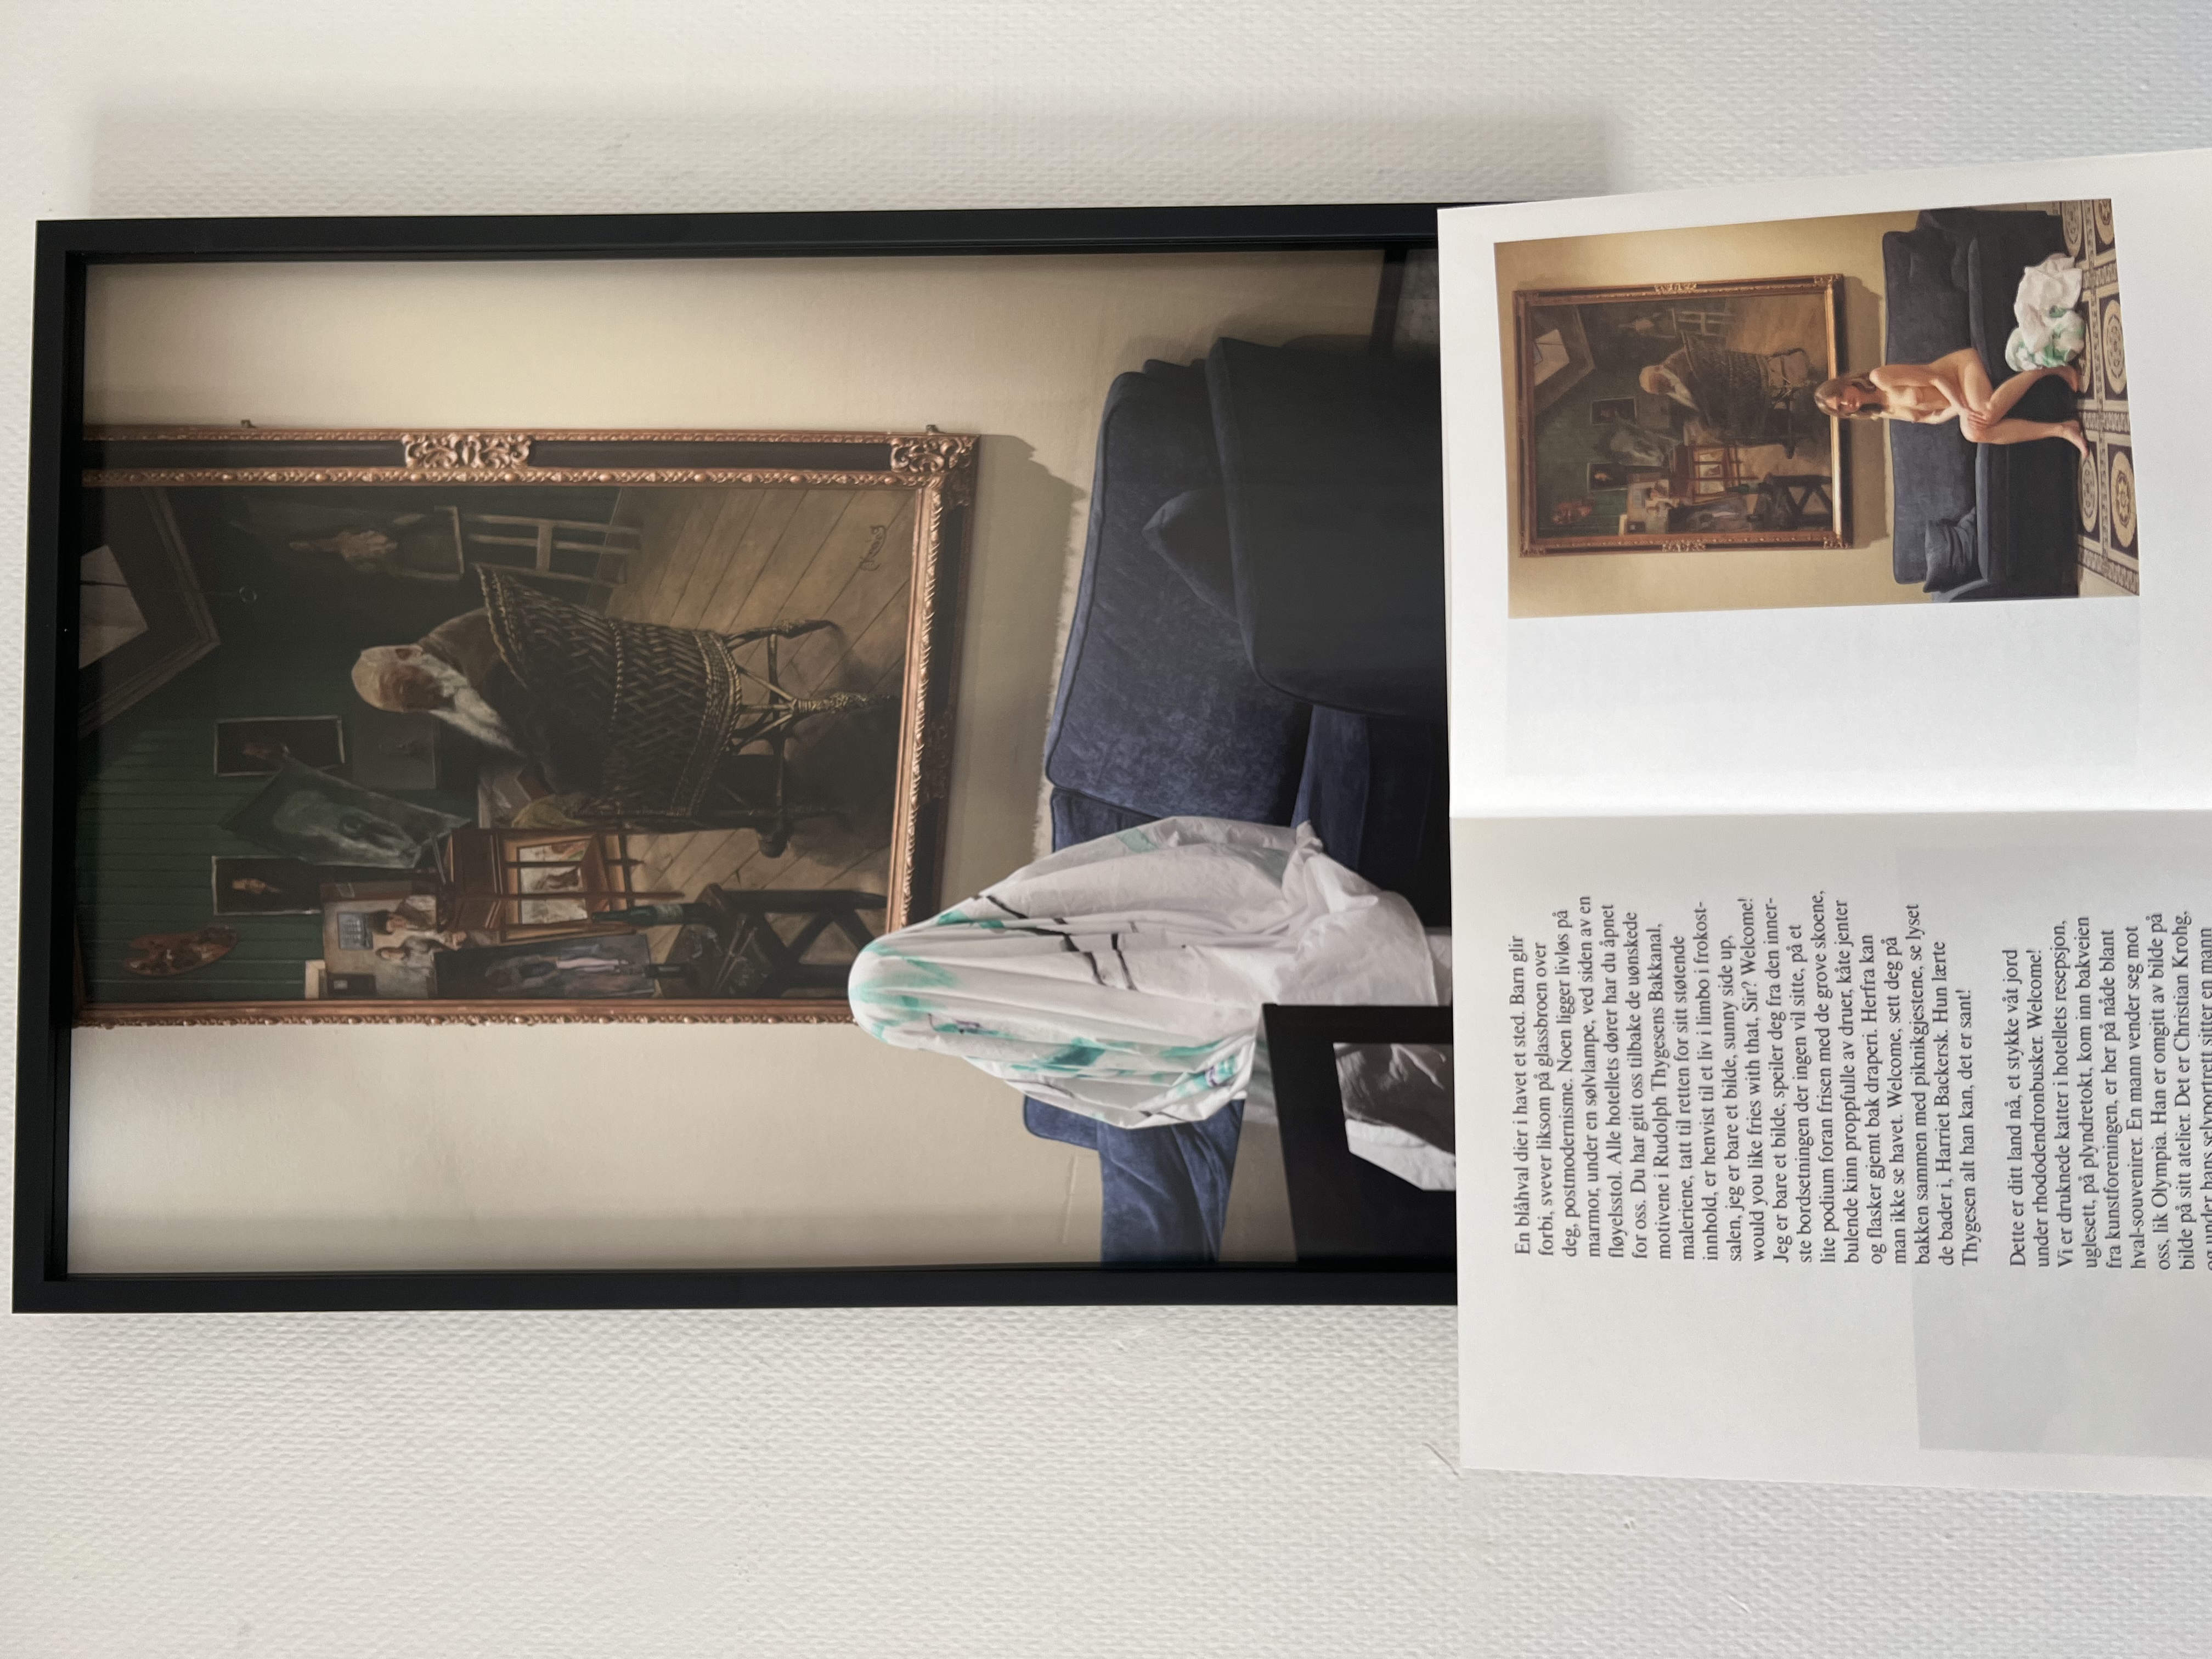 En blåhval dier i havet et sted. Barn glir
forbi, svever liksom på glassbroen over
deg, postmodernisme. Noen ligger livløs på
marmor, under en sølvlampe, ved siden av en
fløyelsstol. Alle hotellets dører har du åpnet
for oss. Du har gitt oss tilbake de uønskede
motivene i Rudolph Thygesens Bakkanal,
maleriene, tatt til retten for sitt støtende
innhold, er henvist til et liv i limbo i frokost-
salen, jeg er bare et bilde, sunny side up,
would you like fries with that, Sir? Welcome!
Jeg er bare et bilde, speiler deg fra den inner-
ste bordsetningen der ingen vil sitte, på et
lite podium foran frisen med de grove skoene,
bulende kinn proppfulle av druer, kåte jenter
og flasker gjemt bak draperi. Herfra kan
man ikke se havet. Welcome, sett deg på
bakken sammen med piknikgjestene, se lyset
de bader i, Harriet Backersk. Hun lærte
Thygesen alt han kan, det er sant!
Dette er ditt land nå, et stykke våt jord
under rhododendronbusker. Welcome!
Vi er druknede katter i hotellets resepsjon,
uglesett, på plyndretokt, kom inn bakveien
fra kunstforeningen, er her på nåde blant
hval-souvenirer. En mann vender seg mot
oss, lik Olympia. Han er omgitt av bilde på
bilde på sitt atelier. Det er Christian Krohg,
og under hans selvportrett sitter en mann